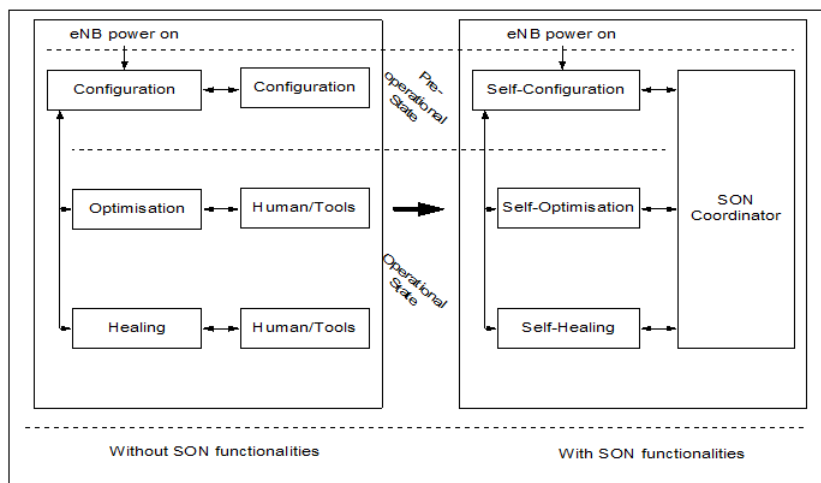 eNB power on
Configuration
Configuration
Optimisation
Human/Tools
Healing
Human/Tools
Pre-
operational
State
Operational
State
eNB power on
Self-Configuration
Self-Optimisation
Self-Healing
SON
Coordinator
Without SON functionalities
With SON functionalities